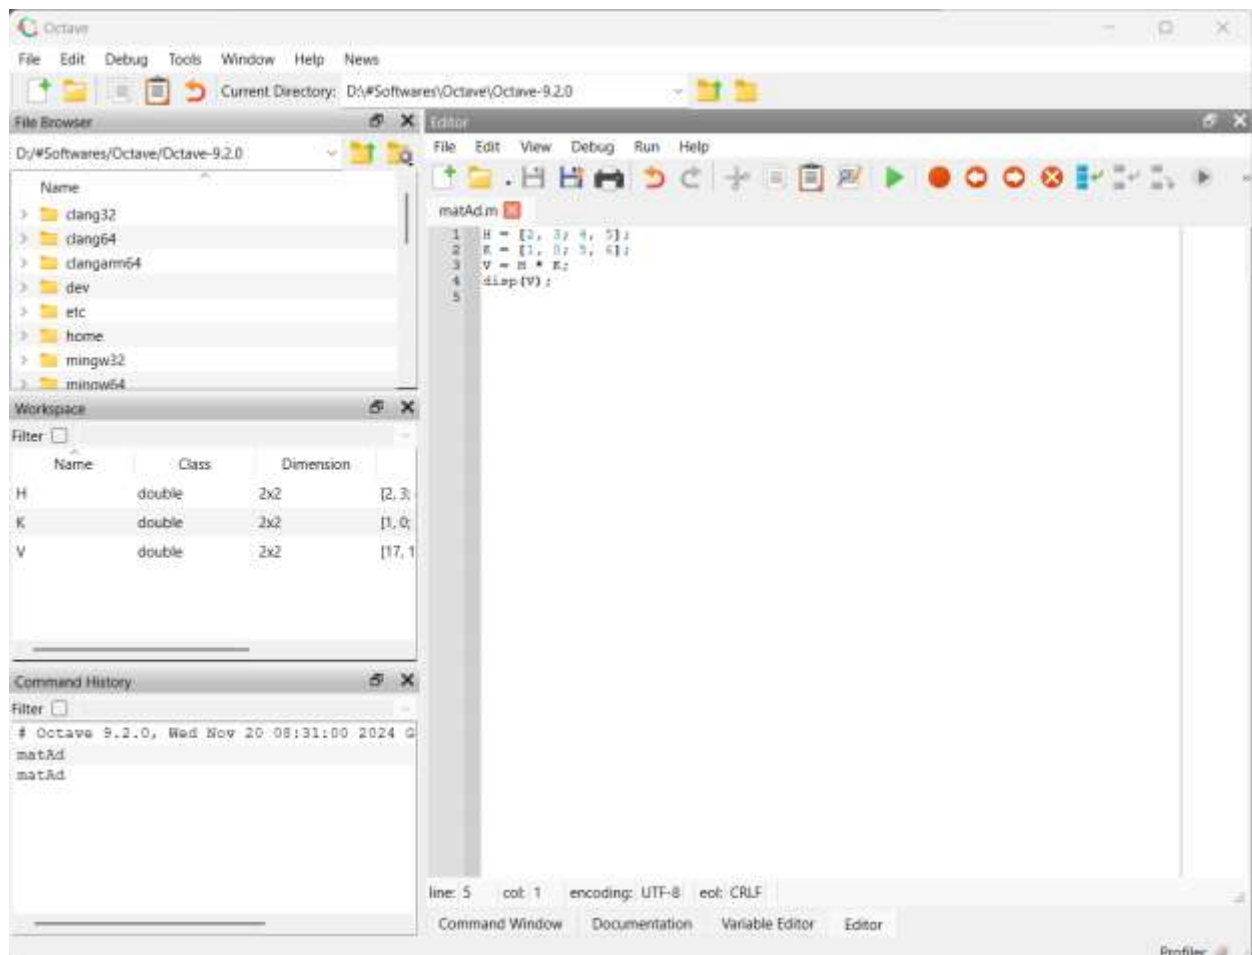 Octave
File Edit Debug Tools Window Help News
Current Directory: D:\#Softwares\Octave\Octave-9.2.0
File Browser
D:/#Softwares/Octave/Octave-9.2.0
Name
clang32
clang64
clangarm64
dev
etc
home
mingw32
mingw64
Workspace
Filter
Name Class Dimension
H double 2x2 [2, 3;
K double 2x2 [1, 0;
V double 2x2 [17, 1
Command History
Filter
# Octave 9.2.0, Wed Nov 20 08:31:00 2024 G
matAd
matAd
Editor
File Edit View Debug Run Help
matAd.m
1 H = [2, 3; 4, 5];
2 K = [1, 0; 5, 6];
3 V = H * K;
4 disp(V);
5
line: 5 col: 1 encoding: UTF-8 eol: CRLF
Command Window Documentation Variable Editor Editor
Profiler